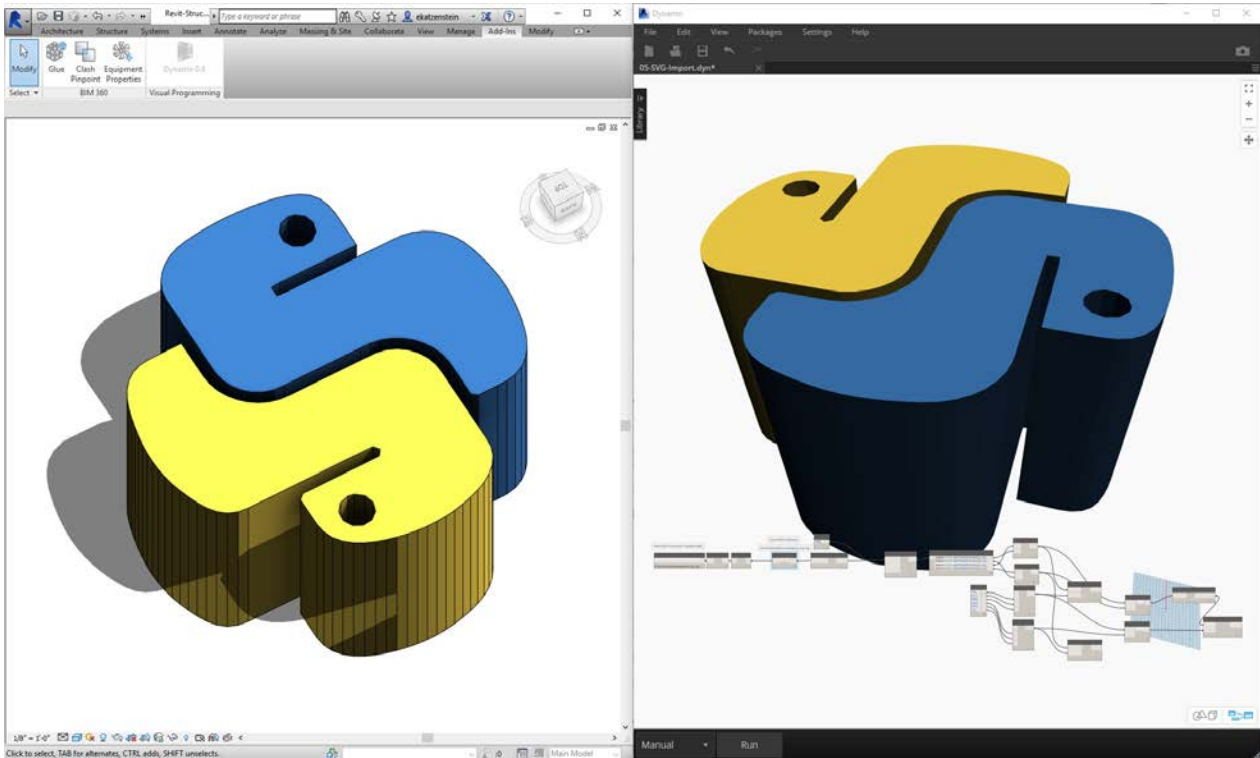 Revit-Struc...
Type a keyword or phrase
ekatzenstein
Architecture Structure Systems Insert Annotate Analyze Massing & Site Collaborate View Manage Add-Ins Modify
Modify
Glue
Clash Pinpoint
Equipment Properties
Dynamo 0.8
Select
BIM 360
Visual Programming
TOP
1/8" = 1'-0"
Click to select, TAB for alternates, CTRL adds, SHIFT unselects.
:0
Main Model
Dynamo
File Edit View Packages Settings Help
05-SVG-Import.dyn*
Library
Manual
Run